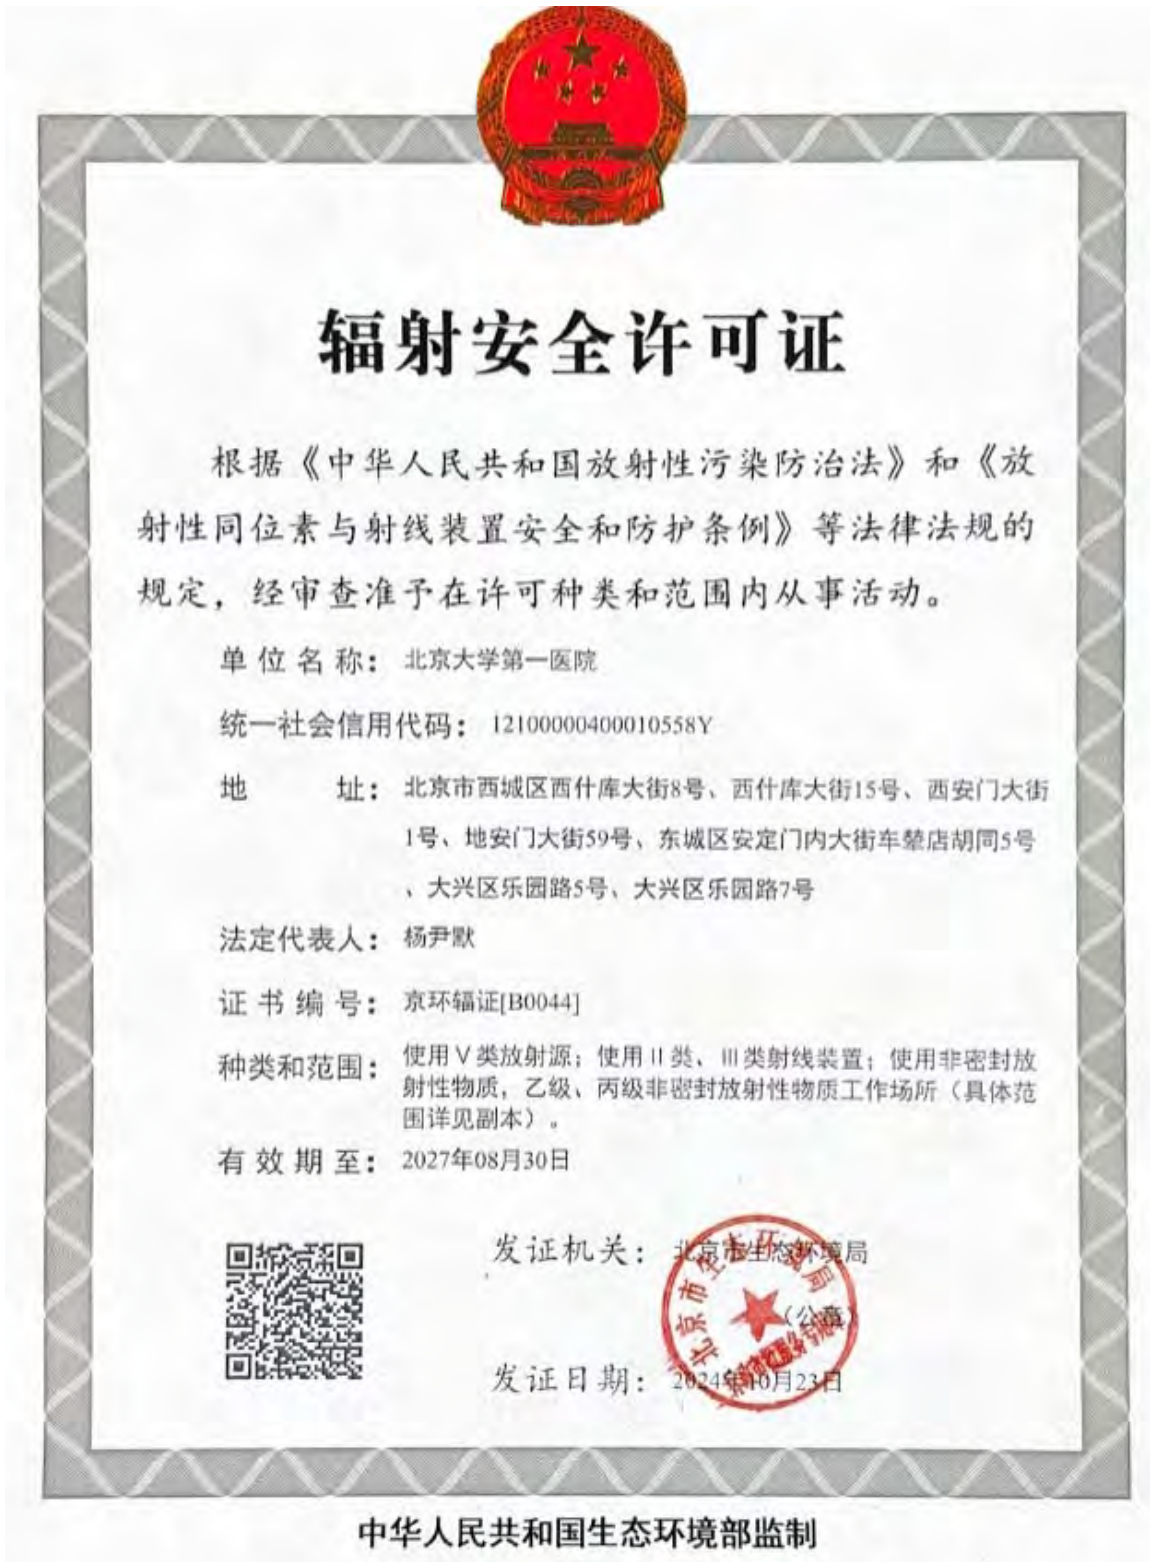 辐射安全许可证
根据《中华人民共和国放射性污染防治法》和《放
射性同位素与射线装置安全和防护条例》等法律法规的
规定，经审查准予在许可种类和范围内从事活动。
单位名称：北京大学第一医院
统一社会信用代码：12100000400010558Y
地址：北京市西城区西什库大街8号、西什库大街15号、西安门大街
1号、地安门大街59号、东城区安定门内大街车辇店胡同5号
、大兴区乐园路5号、大兴区乐园路7号
法定代表人：杨尹默
证书编号：京环辐证[B0044]
种类和范围：使用Ⅴ类放射源；使用Ⅱ类、Ⅲ类射线装置；使用非密封放
射性物质，乙级、丙级非密封放射性物质工作场所（具体范
围详见副本）。
有效期至：2027年08月30日
发证机关：北京市生态环境局
（公章）
北京市生态环境局
发证日期：2024年10月23日
中华人民共和国生态环境部监制